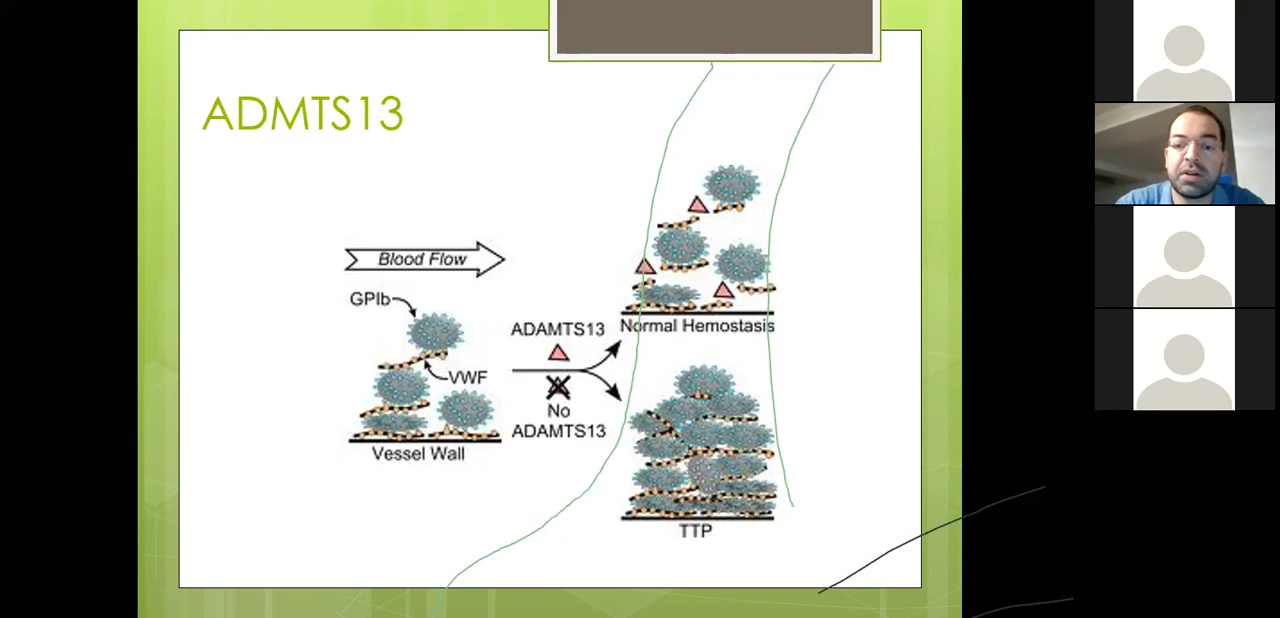 ADMTS13
Blood Flow
GPIb
VWF
Vessel Wall
ADAMTS13
No
ADAMTS13
Normal Hemostasis
TTP